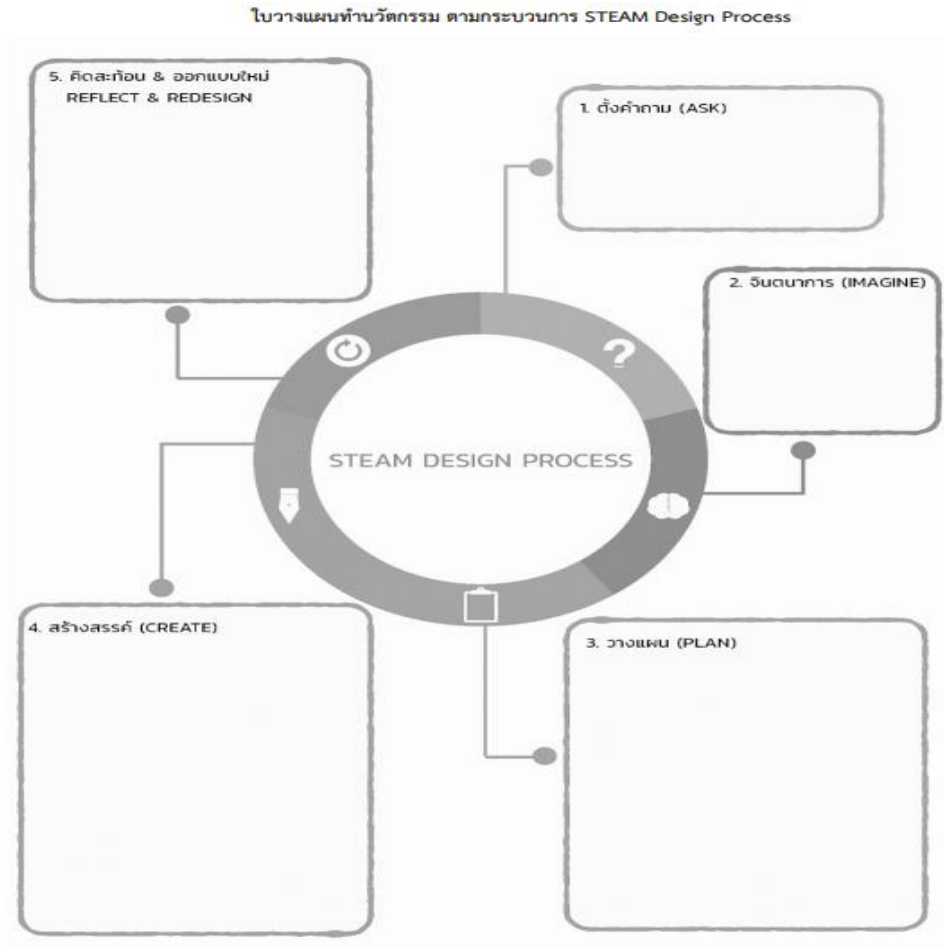 ใบวางแผนทำนวัตกรรม ตามกระบวนการ STEAM Design Process
1. ตั้งคำถาม (ASK)
2. จินตนาการ (IMAGINE)
3. วางแผน (PLAN)
4. สร้างสรรค์ (CREATE)
5. คิดสะท้อน & ออกแบบใหม่
REFLECT & REDESIGN
STEAM DESIGN PROCESS